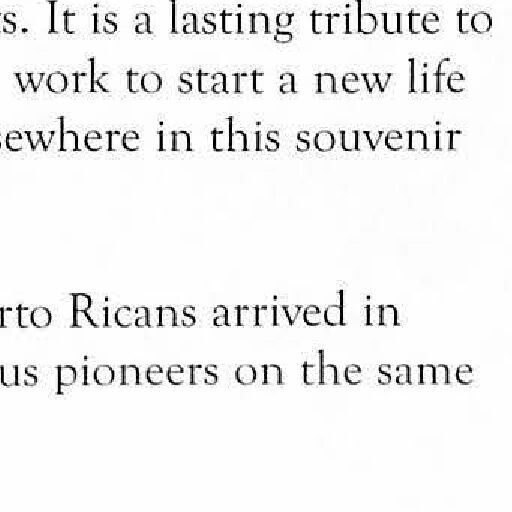 s. It is a lasting tribute to
work to start a new life
sewhere in this souvenir
rto Ricans arrived in
us pioneers on the same